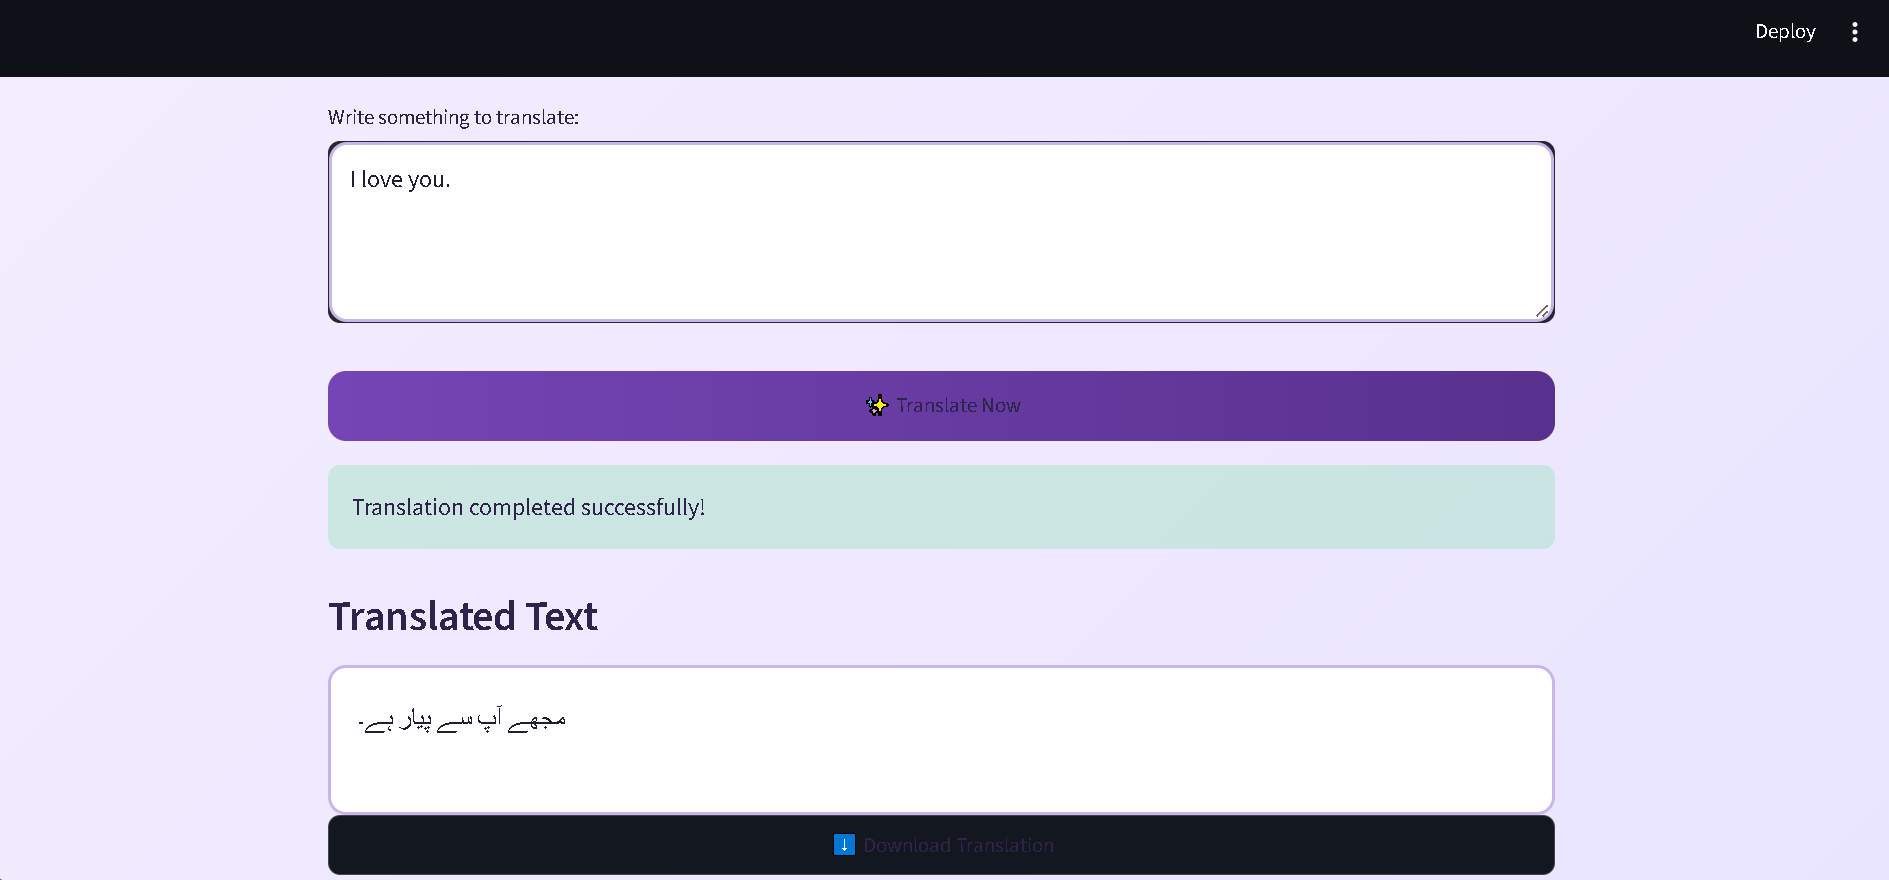 Deploy
Write something to translate:
I love you.
✨ Translate Now
Translation completed successfully!
Translated Text
مجھے آپ سے پیار ہے۔
⬇️ Download Translation